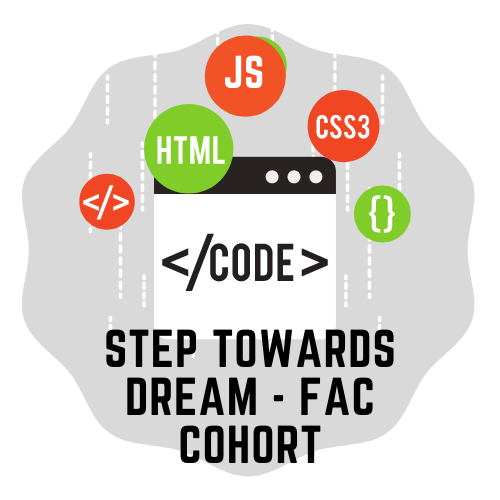 JS
CSS3
HTML
</>
{}
</CODE>
STEP TOWARDS
DREAM - FAC
COHORT